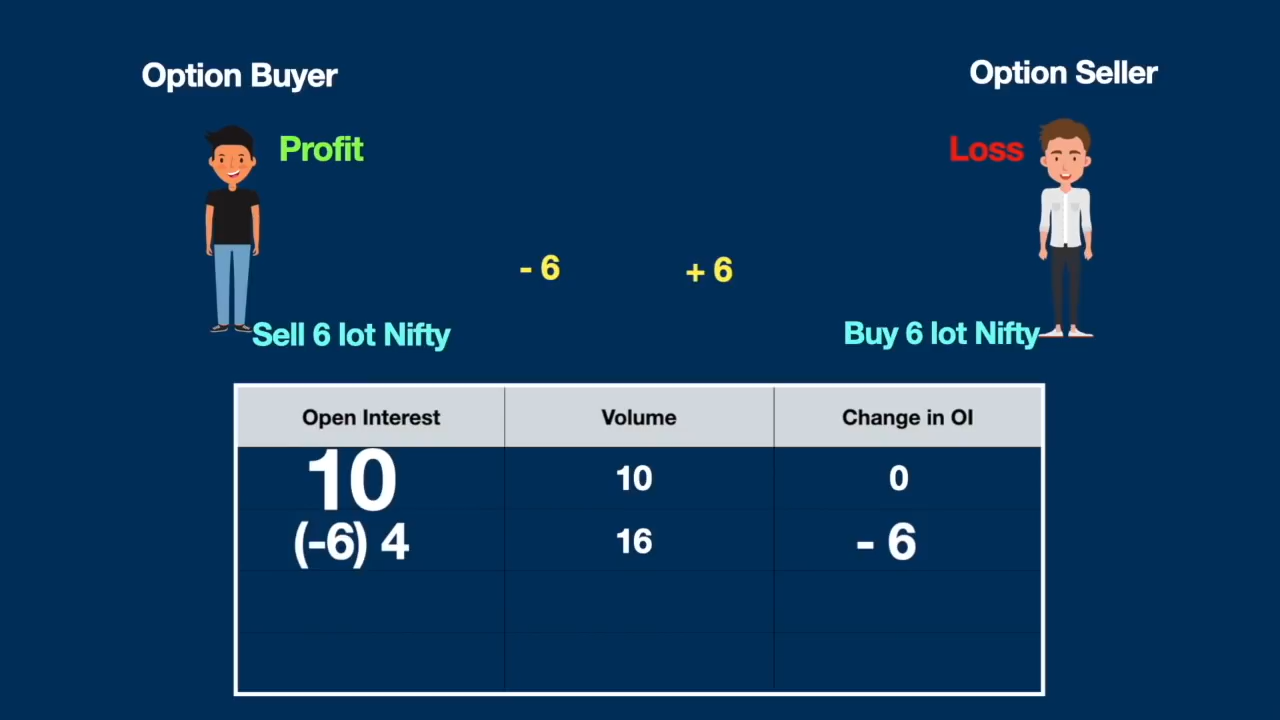 Option Buyer
Option Seller
Profit
Loss
- 6
+ 6
Sell 6 lot Nifty
Buy 6 lot Nifty
Open Interest Volume Change in OI
10 10 0
(-6) 4 16 - 6